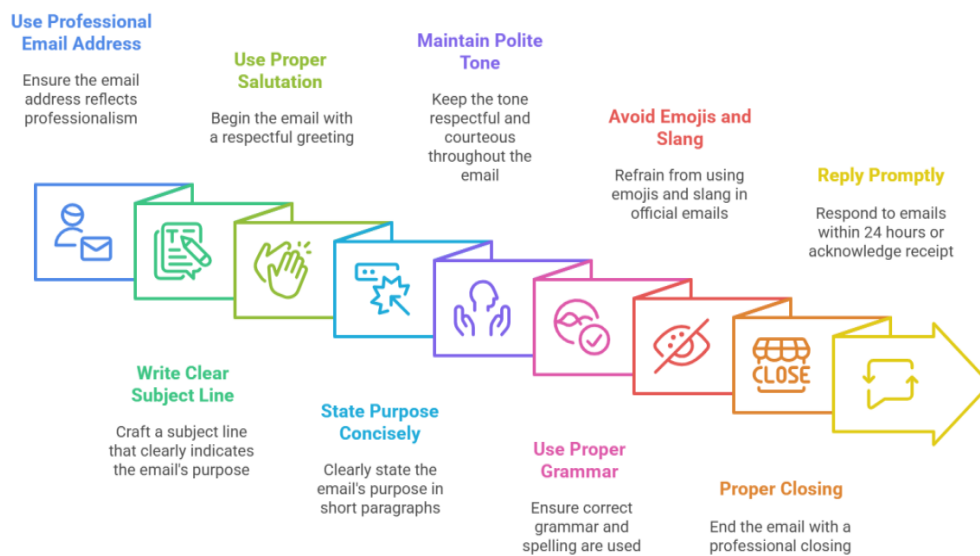 Use Professional
Email Address
Ensure the email
address reflects
professionalism
Write Clear
Subject Line
Craft a subject line
that clearly indicates
the email's purpose
Use Proper
Salutation
Begin the email with
a respectful greeting
State Purpose
Concisely
Clearly state the
email's purpose in
short paragraphs
Maintain Polite
Tone
Keep the tone
respectful and
courteous
throughout the
email
Use Proper
Grammar
Ensure correct
grammar and
spelling are used
Avoid Emojis and
Slang
Refrain from using
emojis and slang in
official emails
CLOSE
Proper Closing
End the email with a
professional closing
Reply Promptly
Respond to emails
within 24 hours or
acknowledge receipt